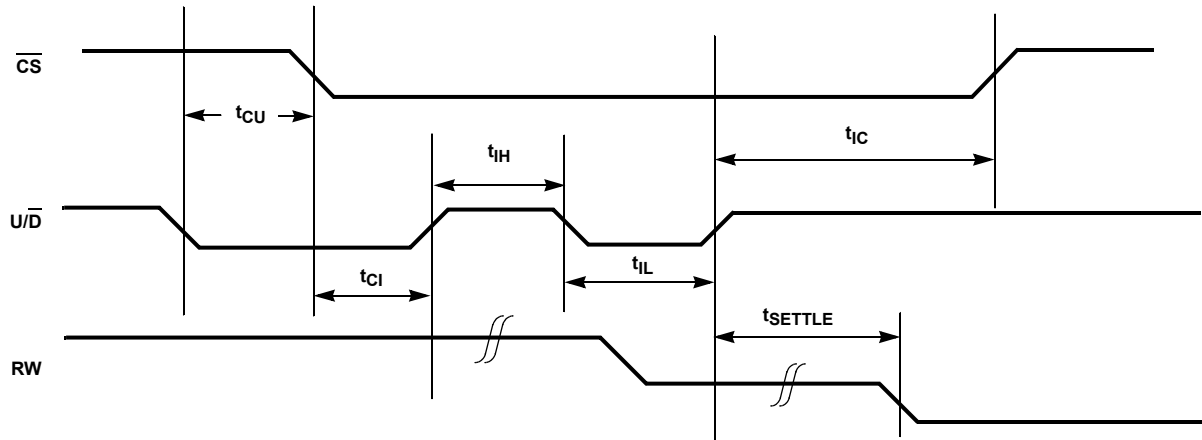 CS
tCU
tIC
tIH
U/D
tIL
tCI
tSETTLE
RW